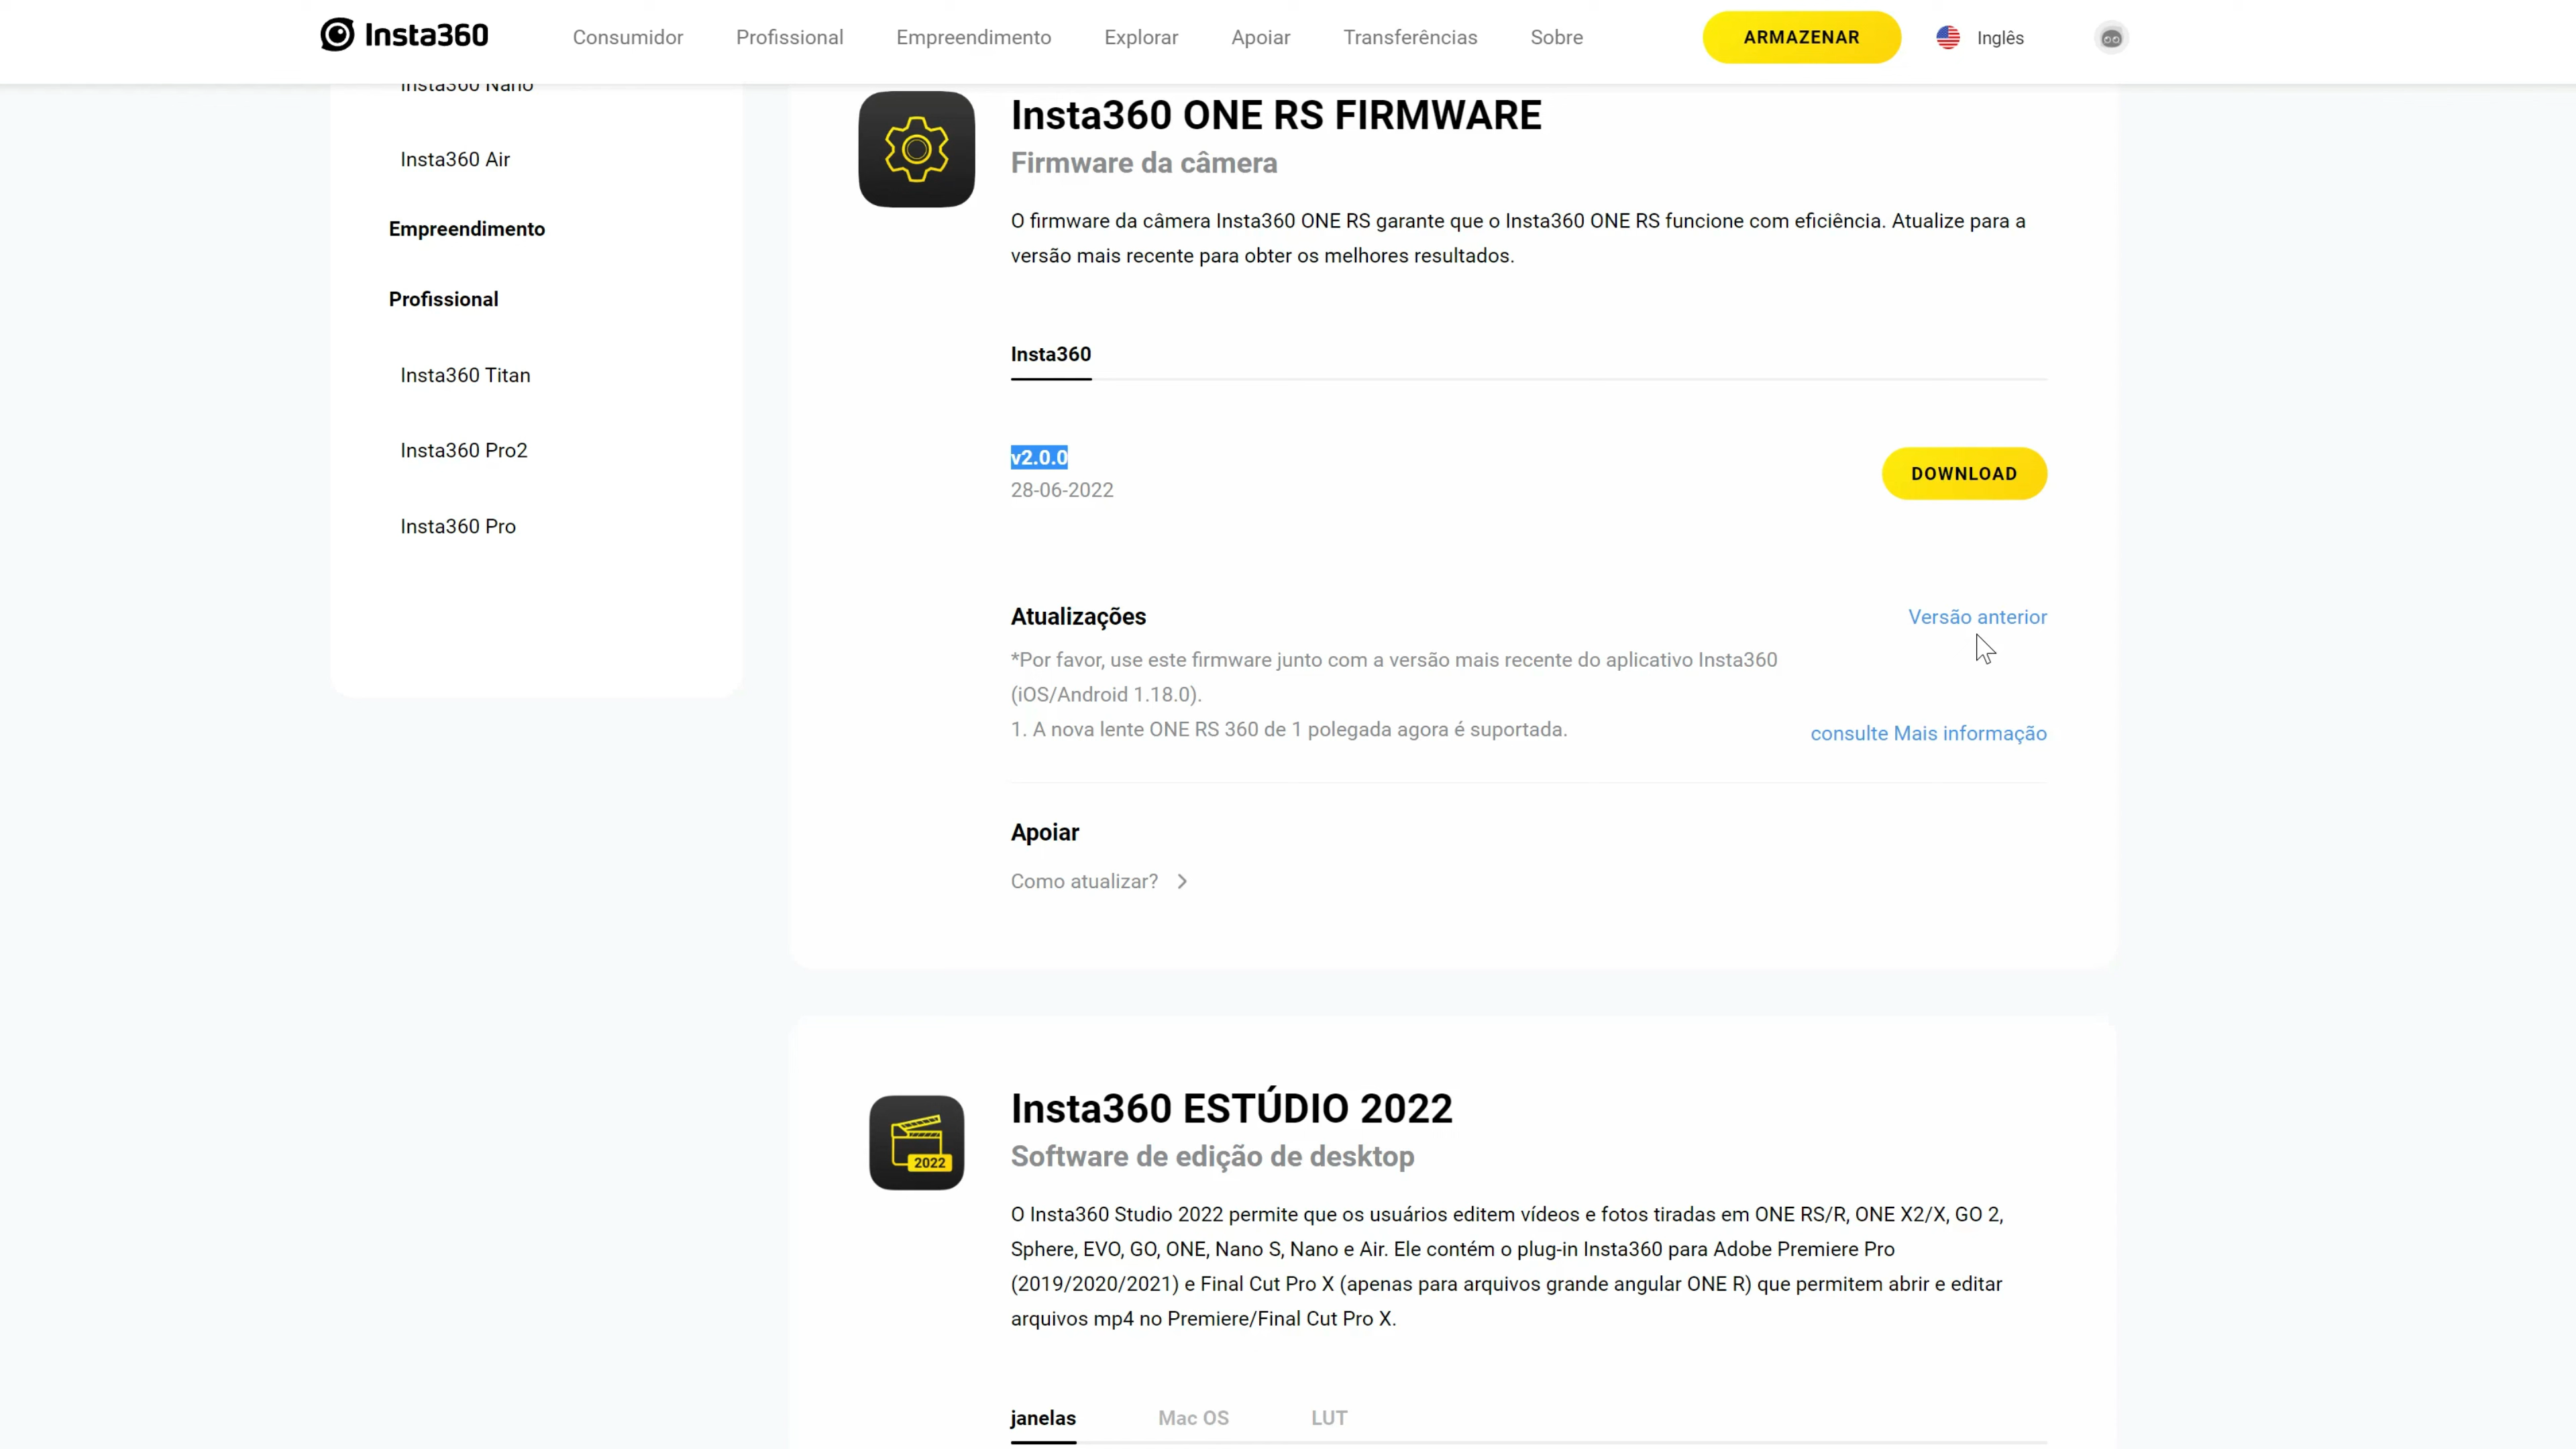 Insta360
Consumidor Profissional Empreendimento Explorar Apoiar Transferências Sobre ARMAZENAR Inglês
Insta360 Nano
Insta360 Air
Empreendimento
Profissional
Insta360 Titan
Insta360 Pro2
Insta360 Pro
Insta360 ONE RS FIRMWARE
Firmware da câmera
O firmware da câmera Insta360 ONE RS garante que o Insta360 ONE RS funcione com eficiência. Atualize para a
versão mais recente para obter os melhores resultados.
Insta360
v2.0.0
28-06-2022
DOWNLOAD
Atualizações
Versão anterior
*Por favor, use este firmware junto com a versão mais recente do aplicativo Insta360
(iOS/Android 1.18.0).
1. A nova lente ONE RS 360 de 1 polegada agora é suportada.
consulte Mais informação
Apoiar
Como atualizar?
2022
Insta360 ESTÚDIO 2022
Software de edição de desktop
O Insta360 Studio 2022 permite que os usuários editem vídeos e fotos tiradas em ONE RS/R, ONE X2/X, GO 2,
Sphere, EVO, GO, ONE, Nano S, Nano e Air. Ele contém o plug-in Insta360 para Adobe Premiere Pro
(2019/2020/2021) e Final Cut Pro X (apenas para arquivos grande angular ONE R) que permitem abrir e editar
arquivos mp4 no Premiere/Final Cut Pro X.
janelas Mac OS LUT